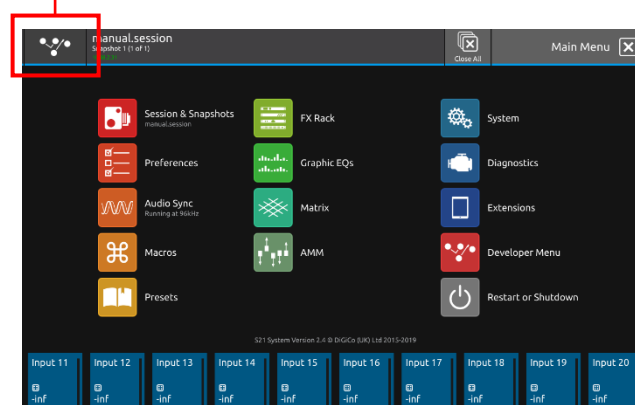 manual.session
Snapshot 1 (1 of 1)
Close All
Main Menu
Session & Snapshots
manual.session
FX Rack
System
Preferences
Graphic EQs
Diagnostics
Audio Sync
Running at 96kHz
Matrix
Extensions
Macros
AMM
Developer Menu
Presets
Restart or Shutdown
S21 System Version 2.4 © DiGiCo (UK) Ltd 2015-2019
Input 11 Input 12 Input 13 Input 14 Input 15 Input 16 Input 17 Input 18 Input 19 Input 20
-inf -inf -inf -inf -inf -inf -inf -inf -inf -inf